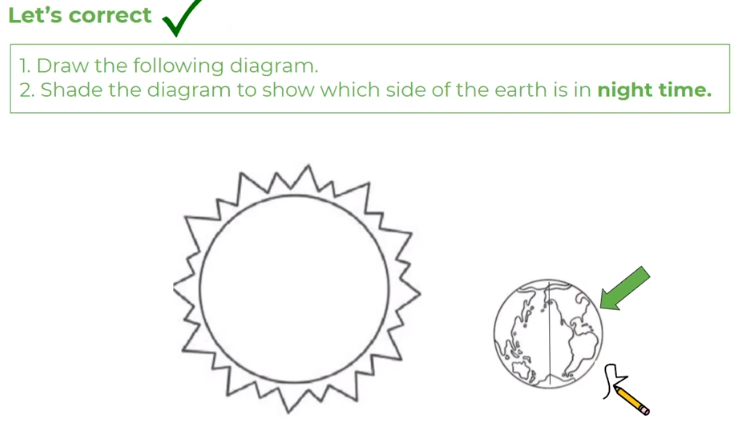 Let's correct
1. Draw the following diagram.
2. Shade the diagram to show which side of the earth is in night time.